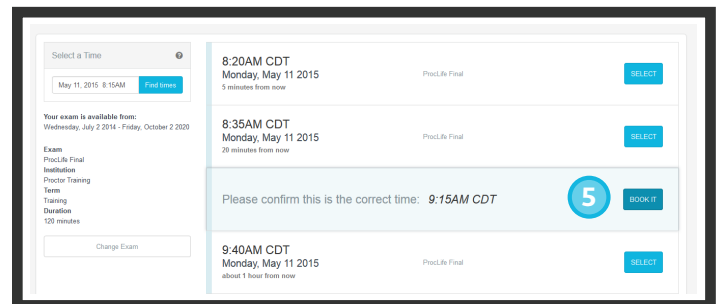 Select a Time
May 11, 2015 8:15AM Find times
Your exam is available from:
Wednesday, July 2 2014 - Friday, October 2 2020
Exam
ProcLife Final
Institution
Proctor Training
Term
Training
Duration
120 minutes
Change Exam
8:20AM CDT
Monday, May 11 2015 ProcLife Final SELECT
5 minutes from now
8:35AM CDT
Monday, May 11 2015 ProcLife Final SELECT
20 minutes from now
Please confirm this is the correct time: 9:15AM CDT 5 BOOK IT
9:40AM CDT
Monday, May 11 2015 ProcLife Final SELECT
about 1 hour from now